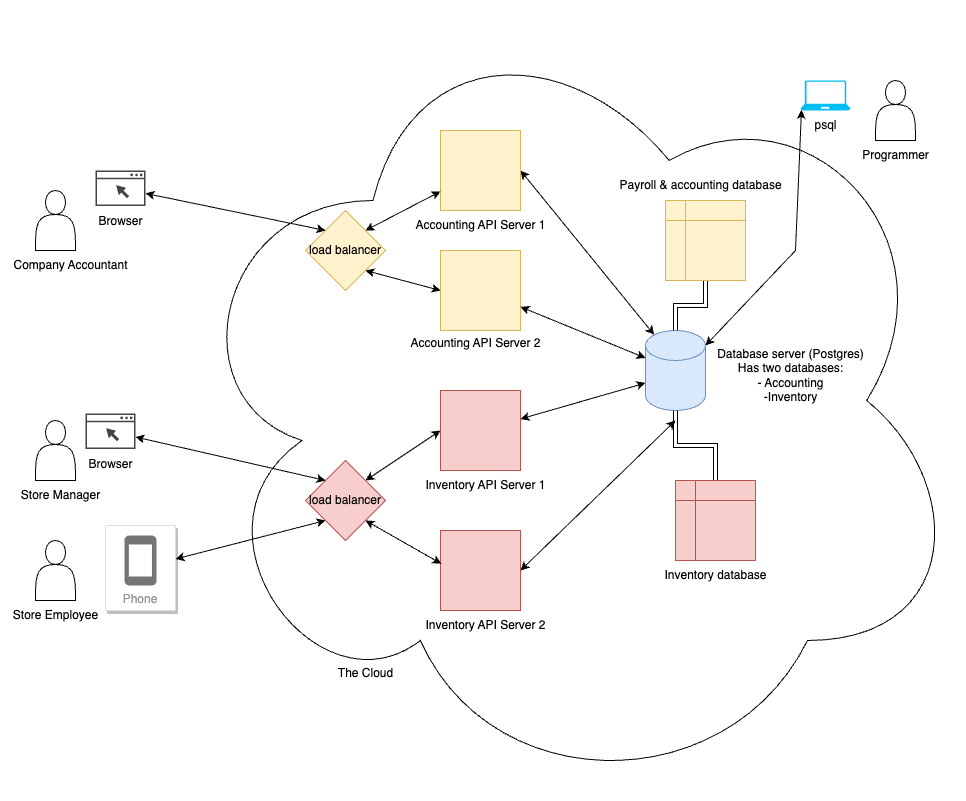 psql
Programmer
Payroll & accounting database
Browser
Company Accountant
load balancer
Accounting API Server 1
Accounting API Server 2
Database server (Postgres)
Has two databases:
- Accounting
-Inventory
Browser
Store Manager
load balancer
Inventory API Server 1
Inventory database
Phone
Store Employee
Inventory API Server 2
The Cloud